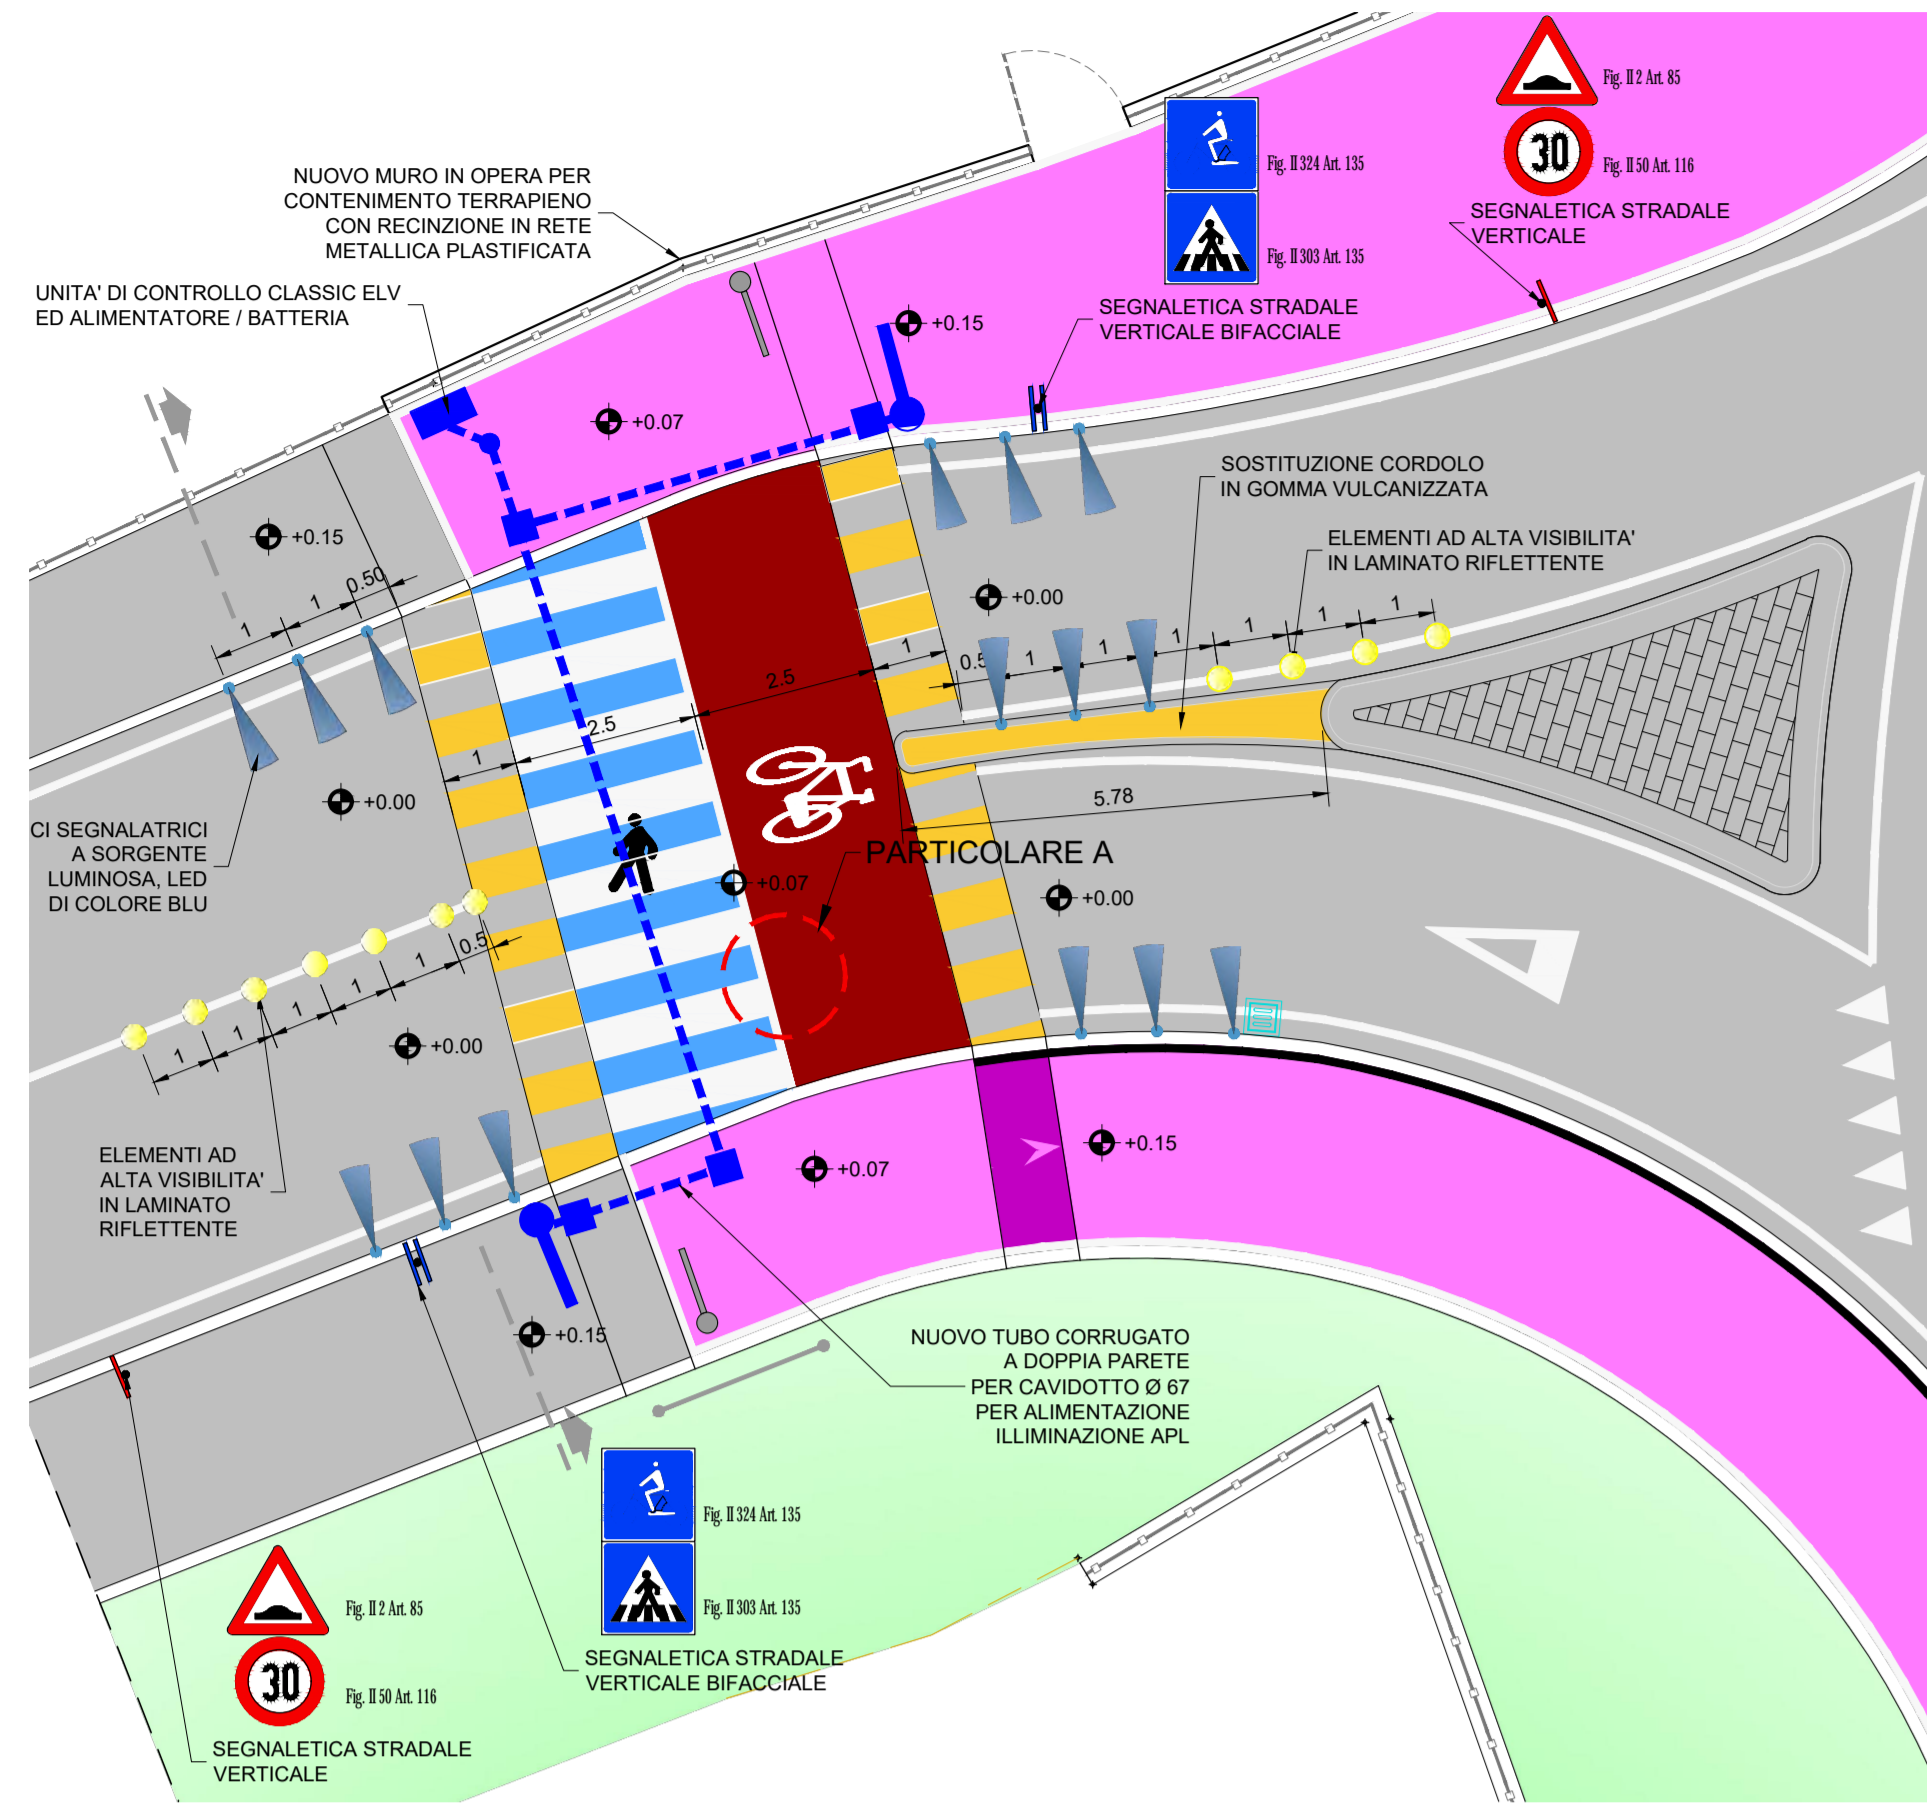 Fig. II 2 Art. 85
30
Fig. II 50 Art. 116
SEGNALETICA STRADALE
VERTICALE
Fig. II 324 Art. 135
Fig. II 303 Art. 135
SEGNALETICA STRADALE
VERTICALE BIFACCIALE
NUOVO MURO IN OPERA PER
CONTENIMENTO TERRAPIENO
CON RECINZIONE IN RETE
METALLICA PLASTIFICATA
UNITA' DI CONTROLLO CLASSIC ELV
ED ALIMENTATORE / BATTERIA
+0.15
+0.07
+0.15
SOSTITUZIONE CORDOLO
IN GOMMA VULCANIZZATA
ELEMENTI AD ALTA VISIBILITA'
IN LAMINATO RIFLETTENTE
+0.00
1
1
0.50
1
0.5
1
1
1
1
1
1
2.5
2.5
1
5.78
+0.00
CI SEGNALATRICI
A SORGENTE
LUMINOSA, LED
DI COLORE BLU
PARTICOLARE A
+0.07
+0.00
0.5
1
1
1
1
1
+0.00
ELEMENTI AD
ALTA VISIBILITA'
IN LAMINATO
RIFLETTENTE
+0.07
+0.15
+0.15
NUOVO TUBO CORRUGATO
A DOPPIA PARETE
PER CAVIDOTTO Ø 67
PER ALIMENTAZIONE
ILLIMINAZIONE APL
Fig. II 324 Art. 135
Fig. II 303 Art. 135
SEGNALETICA STRADALE
VERTICALE BIFACCIALE
Fig. II 2 Art. 85
30
Fig. II 50 Art. 116
SEGNALETICA STRADALE
VERTICALE